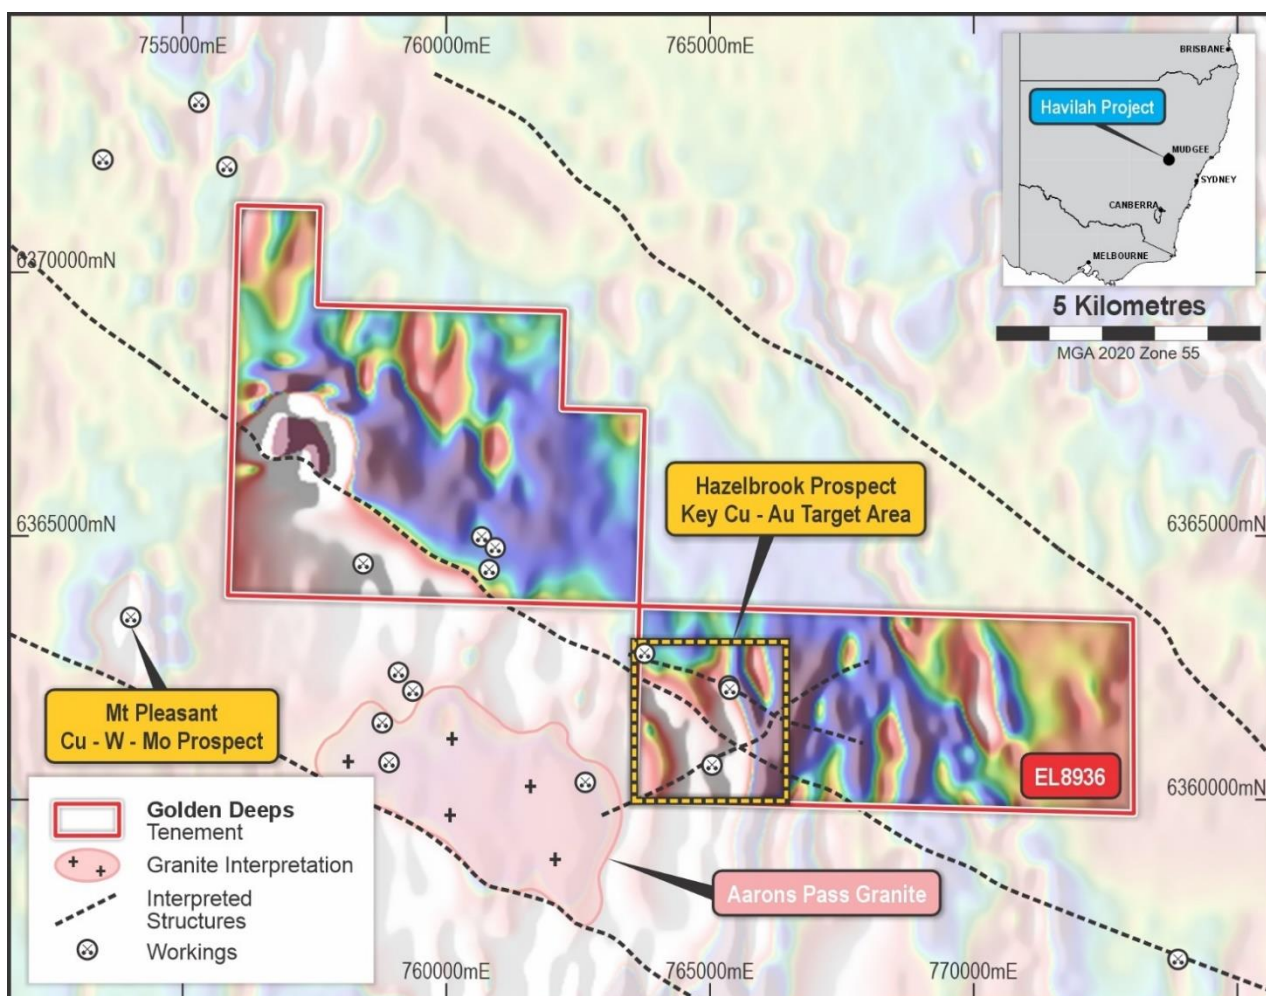 755000mE
760000mE
765000mE
BRISBANE
Havilah Project
MUDGEE
SYDNEY
CANBERRA
MELBOURNE
6370000mN
5 Kilometres
MGA 2020 Zone 55
Hazelbrook Prospect
Key Cu - Au Target Area
6365000mN
6365000mN
Mt Pleasant
Cu - W - Mo Prospect
EL8936
6360000mN
Golden Deeps
Tenement
Granite Interpretation
Interpreted
Structures
Workings
Aarons Pass Granite
760000mE
765000mE
770000mE